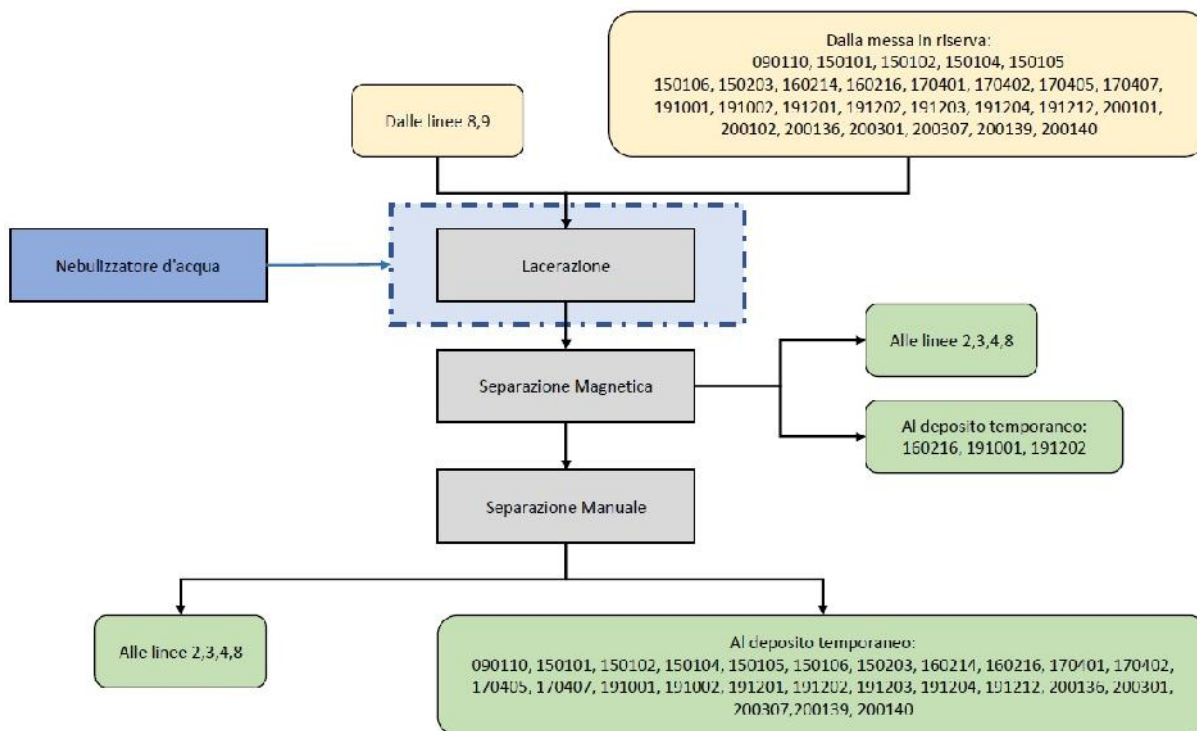 Dalla messa in riserva:
090110, 150101, 150102, 150104, 150105
150106, 150203, 160214, 160216, 170401, 170402, 170405, 170407,
191001, 191002, 191201, 191202, 191203, 191204, 191212, 200101,
200102, 200136, 200301, 200307, 200139, 200140
Dalle linee 8,9
Nebulizzatore d'acqua
Lacerazione
Alle linee 2,3,4,8
Separazione Magnetica
Al deposito temporaneo:
160216, 191001, 191202
Separazione Manuale
Alle linee 2,3,4,8
Al deposito temporaneo:
090110, 150101, 150102, 150104, 150105, 150106, 150203, 160214, 160216, 170401, 170402,
170405, 170407, 191001, 191002, 191201, 191202, 191203, 191204, 191212, 200136, 200301,
200307,200139, 200140